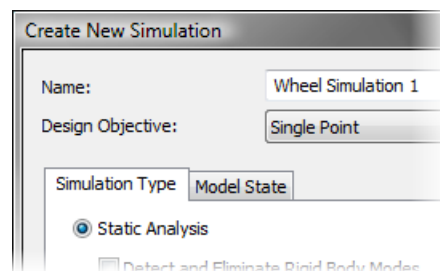 Create New Simulation
Name: Wheel Simulation 1
Design Objective: Single Point
Simulation Type Model State
Static Analysis
Detect and Eliminate Rigid Body Modes